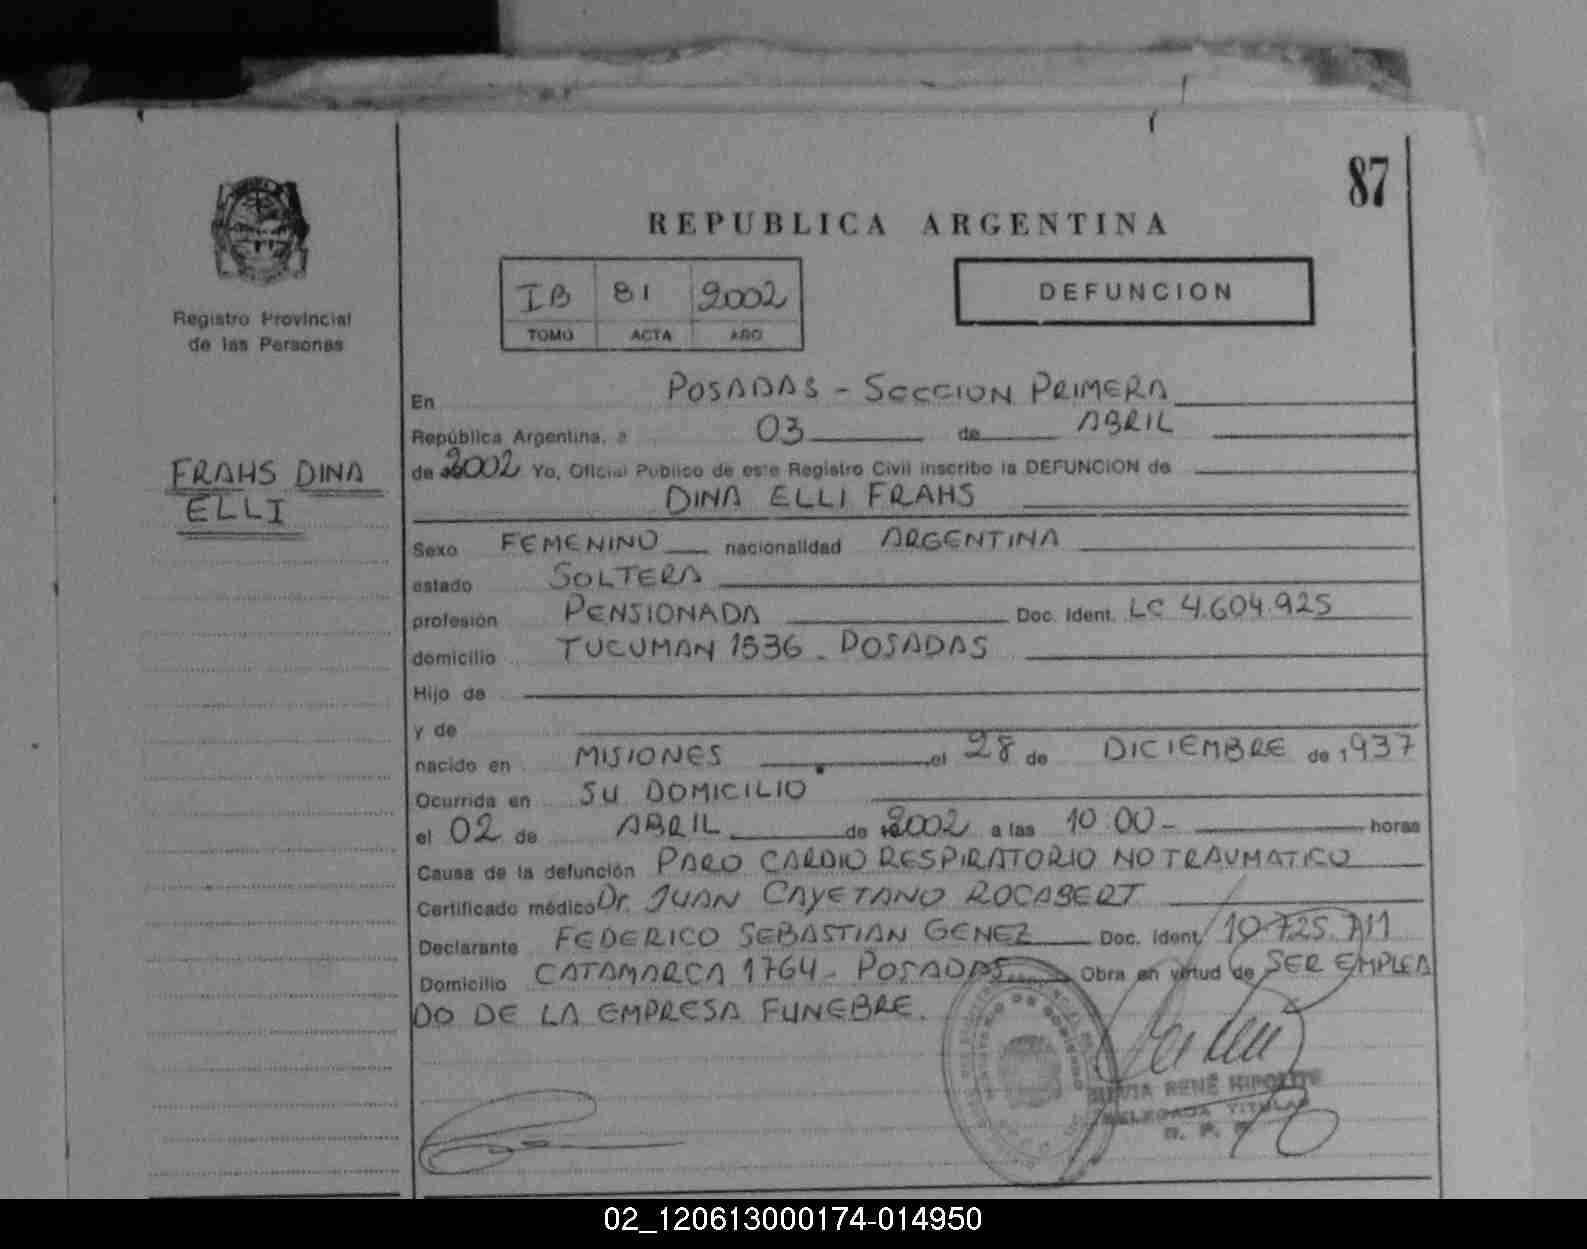 87
REPUBLICA ARGENTINA
IB 81 2002
TOMO ACTA AÑO
DEFUNCION
Registro Provincial
de las Personas
FRAHS DINA
ELLI
En POSADAS - SECCION PRIMERA
República Argentina, a 03 de ABRIL
de 2002 Yo, Oficial Publico de este Registro Civil inscribo la DEFUNCION de
DINA ELLI FRAHS
Sexo FEMENINO nacionalidad ARGENTINA
estado SOLTERA
profesión PENSIONADA Doc. Ident. LC 4.604.925
domicilio TUCUMAN 1536 - POSADAS
Hijo de
y de
nacido en MISIONES el 28 de DICIEMBRE de 1937
Ocurrida en SU DOMICILIO
el 02 de ABRIL de 2002 a las 10:00 - horas
Causa de la defunción PARO CARDIO RESPIRATORIO NO TRAUMATICO
Certificado médico Dr. JUAN CAYETANO ROCABERT
Declarante FEDERICO SEBASTIAN GENEZ Doc. Ident. 10.725.711
Domicilio CATAMARCA 1764 - POSADAS Obra en virtud de SER EMPLEA
DO DE LA EMPRESA FUNEBRE.
RENÉ HIPOLITO
DELEGADA TITULAR
R. P.
02_120613000174-014950